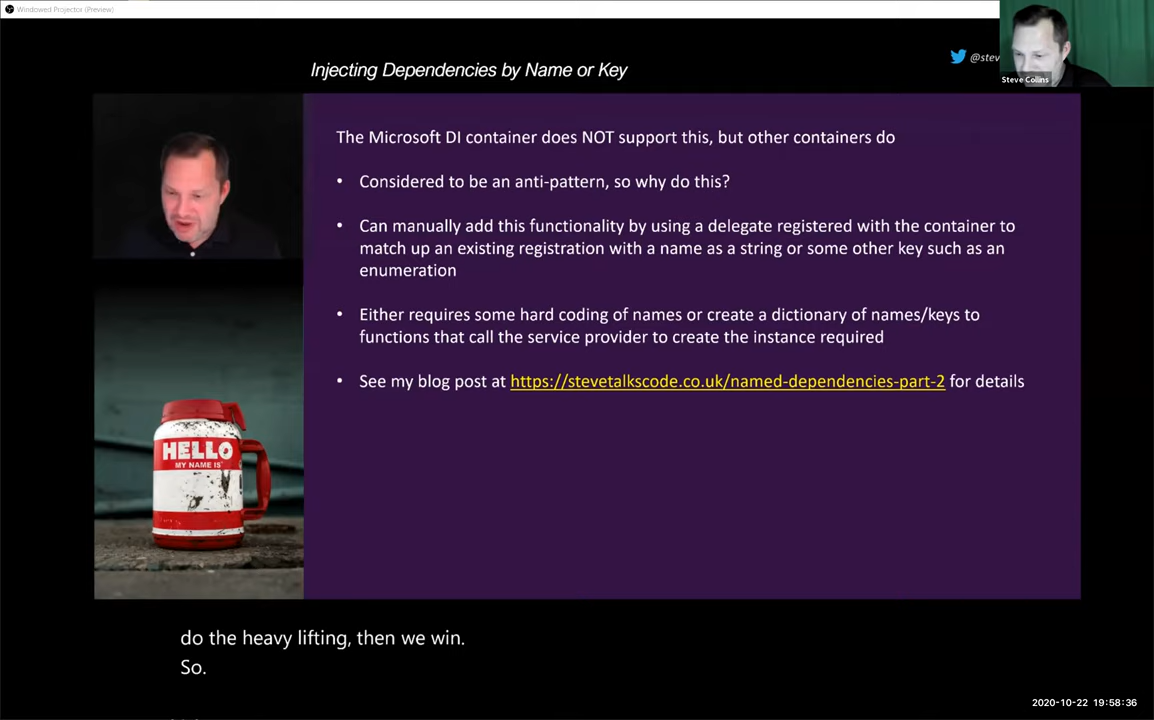 Windowed Projector (Preview)
Injecting Dependencies by Name or Key
@stev
Steve Collins
The Microsoft DI container does NOT support this, but other containers do
• Considered to be an anti-pattern, so why do this?
• Can manually add this functionality by using a delegate registered with the container to
match up an existing registration with a name as a string or some other key such as an
enumeration
• Either requires some hard coding of names or create a dictionary of names/keys to
functions that call the service provider to create the instance required
• See my blog post at https://stevetalkscode.co.uk/named-dependencies-part-2 for details
HELLO
MY NAME IS
do the heavy lifting, then we win.
So.
2020-10-22 19:58:36